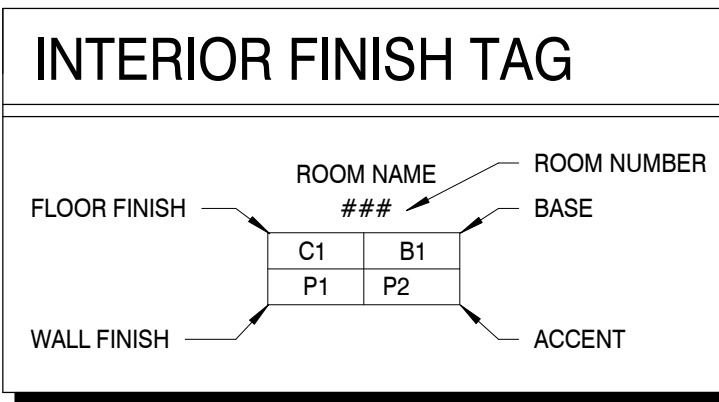 INTERIOR FINISH TAG
ROOM NAME
ROOM NUMBER
FLOOR FINISH
###
BASE
C1 B1
P1 P2
WALL FINISH
ACCENT